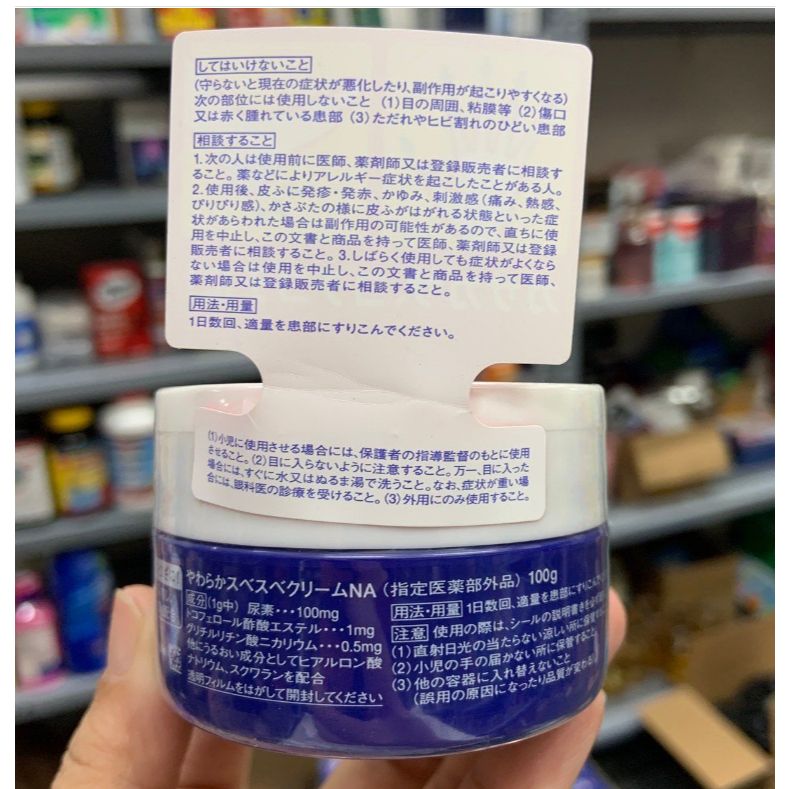 してはいけないこと
(守らないと現在の症状が悪化したり、副作用が起こりやすくなる)
次の部位には使用しないこと (1)目の周囲、粘膜等 (2)傷口
又は赤く腫れている患部 (3)ただれやヒビ割れのひどい患部
相談すること
1.次の人は使用前に医師、薬剤師又は登録販売者に相談す
ること。薬などによりアレルギー症状を起こしたことがある人。
2.使用後、皮ふに発疹・発赤、かゆみ、刺激感(痛み、熱感、
ぴりぴり感)、かさぶたの様に皮ふがはがれる状態といった症
状があらわれた場合は副作用の可能性があるので、直ちに使
用を中止し、この文書と商品を持って医師、薬剤師又は登録
販売者に相談すること。3.しばらく使用しても症状がよくなら
ない場合は使用を中止し、この文書と商品を持って医師、
薬剤師又は登録販売者に相談すること。
用法・用量
1日数回、適量を患部にすりこんでください。
(1)小児に使用させる場合には、保護者の指導監督のもとに使用
させること。(2)目に入らないように注意すること。万一、目に入った
場合には、すぐに水又はぬるま湯で洗うこと。なお、症状が重い場
合には、眼科医の診療を受けること。(3)外用にのみ使用すること。
やわらかスベスベクリームNA(指定医薬部外品) 100g
成分 (1g中) 尿素・・・100mg
トコフェロール酢酸エステル・・・1mg
グリチルリチン酸ニカリウム・・・0.5mg
他にうるおい成分としてヒアルロン酸
ナトリウム、スクワランを配合
透明フィルムをはがして開封してください
用法・用量 1日数回、適量を患部にすりこんで
注意 使用の際は、シールの説明書きを必ず
(1)直射日光の当たらない涼しい所に保管する
(2)小児の手の届かない所に保管すること。
(3)他の容器に入れ替えないこと
(誤用の原因になったり品質が変わる)